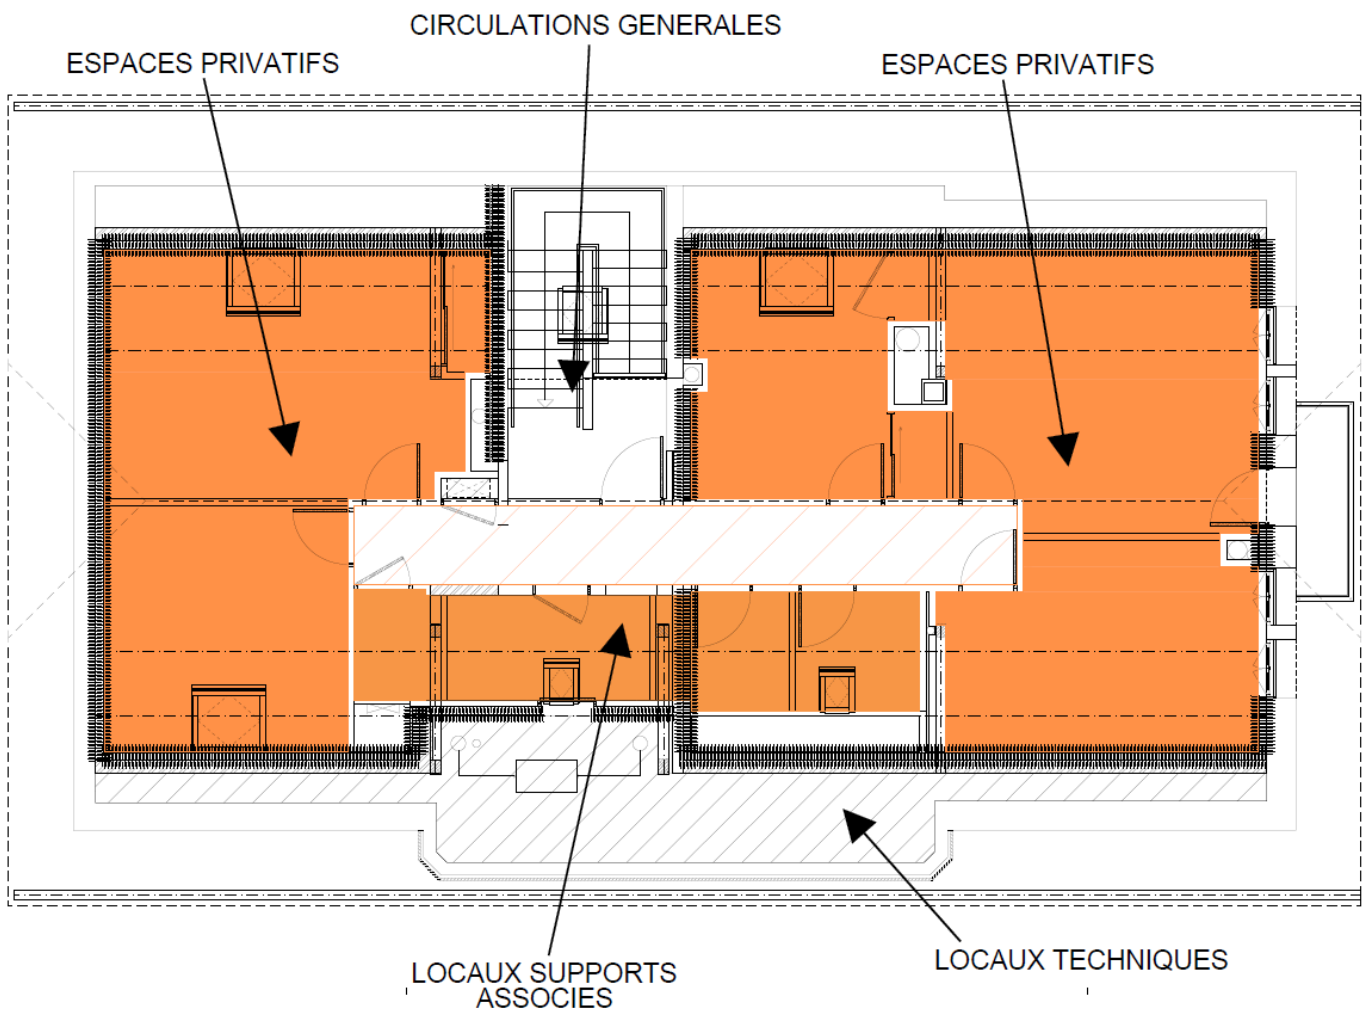 CIRCULATIONS GENERALES
ESPACES PRIVATIFS
ESPACES PRIVATIFS
LOCAUX TECHNIQUES
LOCAUX SUPPORTS
ASSOCIES